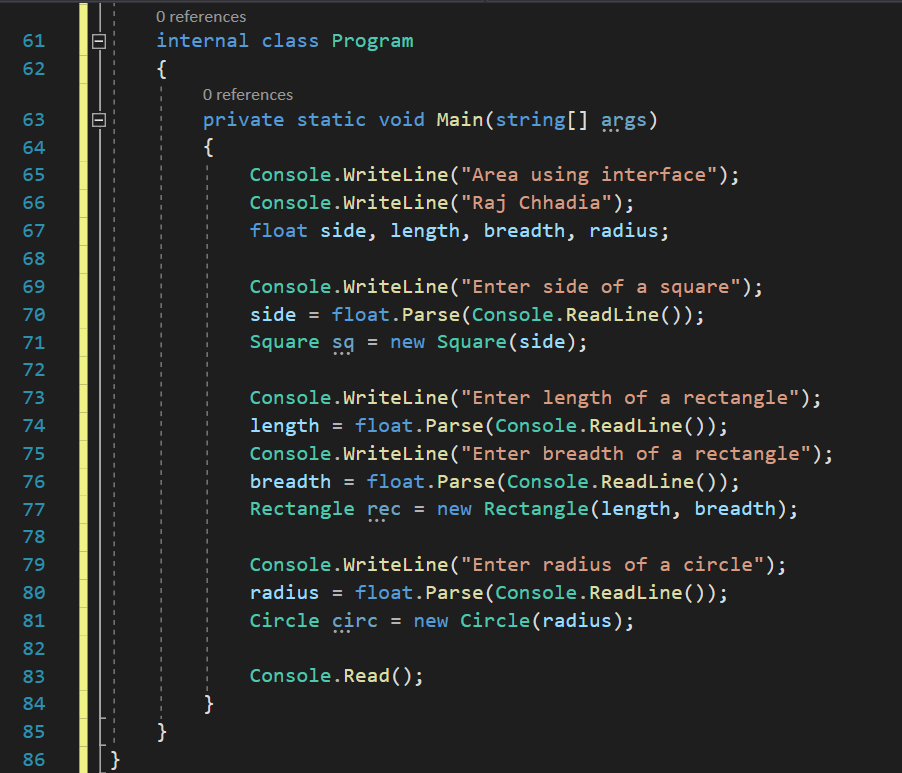 0 references
61 internal class Program
62 {
0 references
63 private static void Main(string[] args)
64 {
65 Console.WriteLine("Area using interface");
66 Console.WriteLine("Raj Chhadia");
67 float side, length, breadth, radius;
68
69 Console.WriteLine("Enter side of a square");
70 side = float.Parse(Console.ReadLine());
71 Square sq = new Square(side);
72
73 Console.WriteLine("Enter length of a rectangle");
74 length = float.Parse(Console.ReadLine());
75 Console.WriteLine("Enter breadth of a rectangle");
76 breadth = float.Parse(Console.ReadLine());
77 Rectangle rec = new Rectangle(length, breadth);
78
79 Console.WriteLine("Enter radius of a circle");
80 radius = float.Parse(Console.ReadLine());
81 Circle circ = new Circle(radius);
82
83 Console.Read();
84 }
85 }
86 }